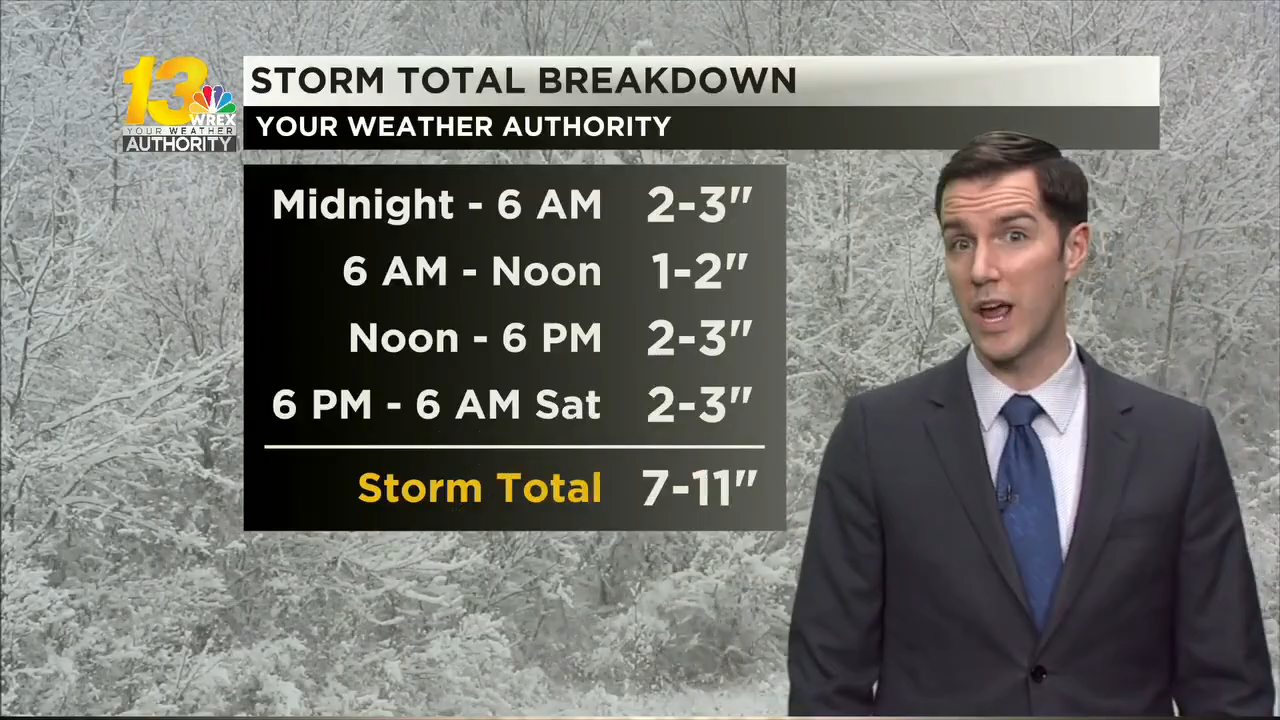 13
WREX
YOUR WEATHER
AUTHORITY
STORM TOTAL BREAKDOWN
YOUR WEATHER AUTHORITY
Midnight - 6 AM 2-3"
6 AM - Noon 1-2"
Noon - 6 PM 2-3"
6 PM - 6 AM Sat 2-3"
Storm Total 7-11"